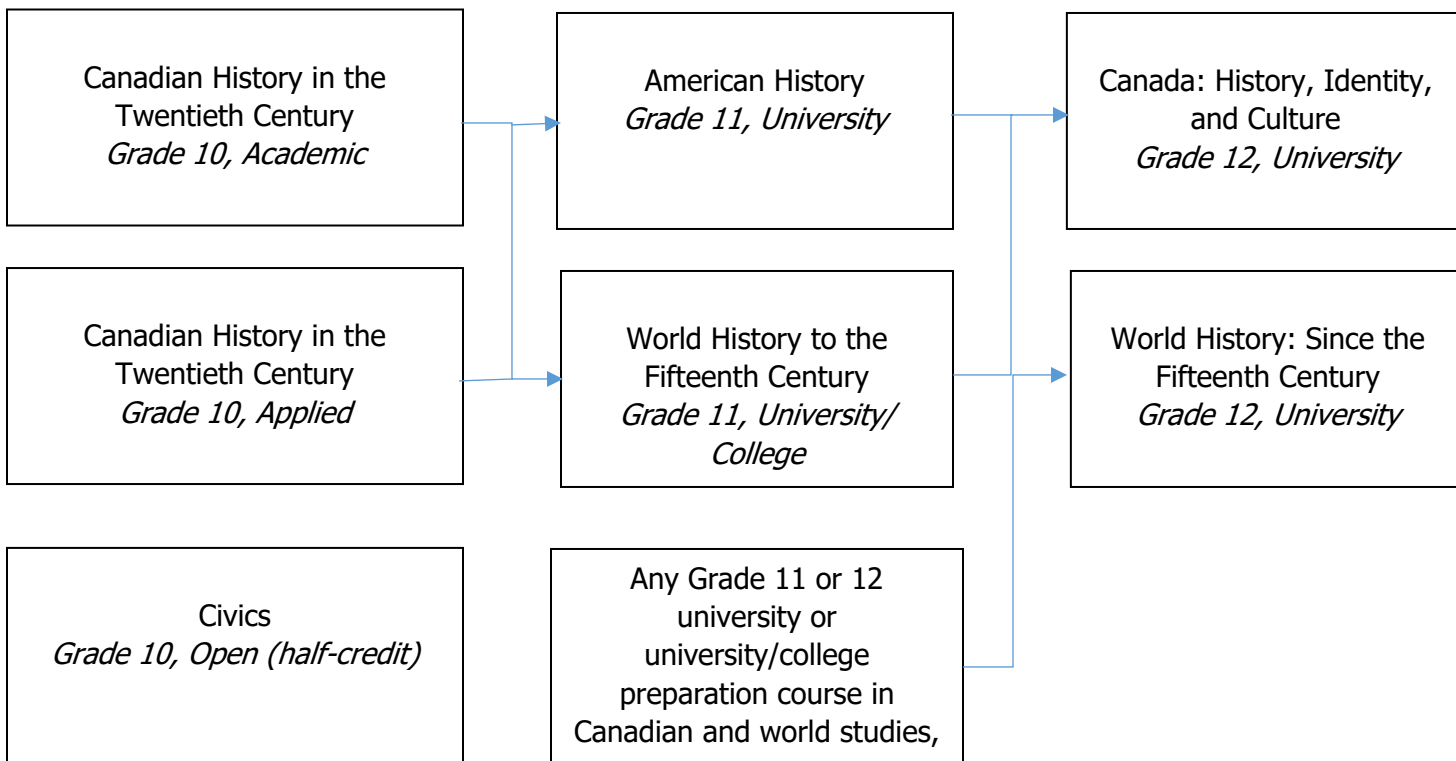 Canadian History in the
Twentieth Century
Grade 10, Academic
American History
Grade 11, University
Canada: History, Identity,
and Culture
Grade 12, University
Canadian History in the
Twentieth Century
Grade 10, Applied
World History to the
Fifteenth Century
Grade 11, University/
College
World History: Since the
Fifteenth Century
Grade 12, University
Civics
Grade 10, Open (half-credit)
Any Grade 11 or 12
university or
university/college
preparation course in
Canadian and world studies,